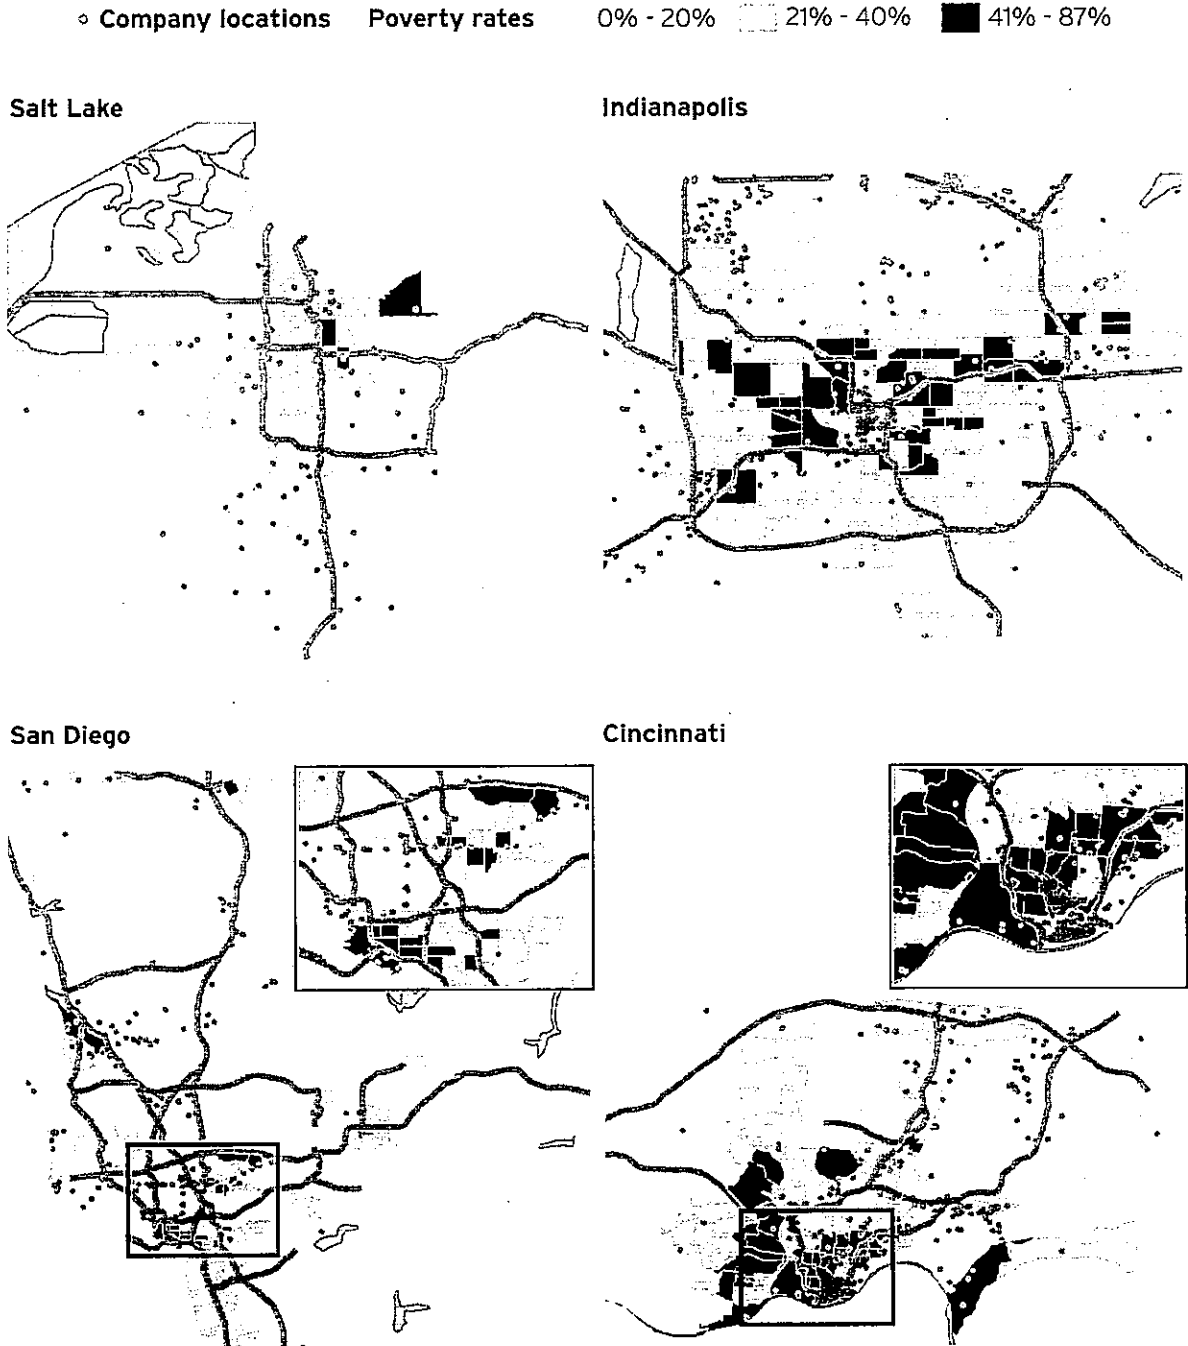 Company locations Poverty rates 0% - 20% 21% - 40% 41% - 87%
Salt Lake Indianapolis
San Diego Cincinnati